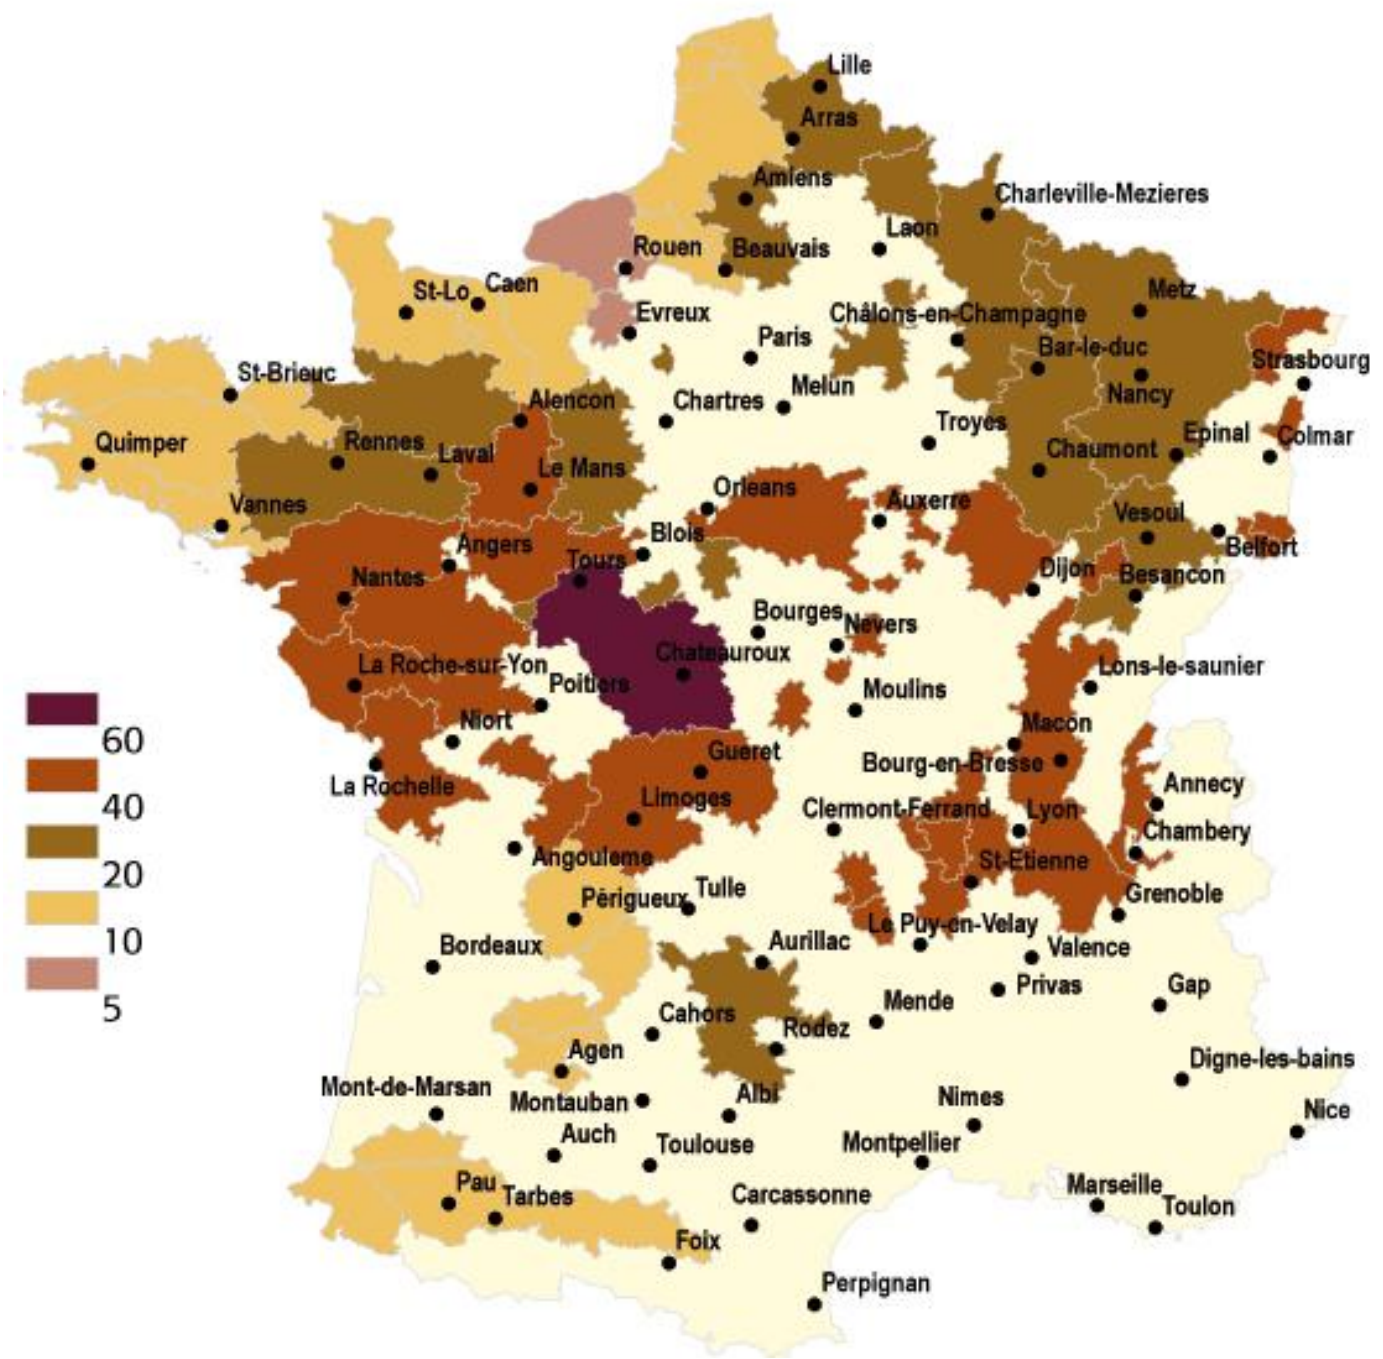 Lille
Arras
Amiens
Charleville-Mezieres
Laon
Rouen
Beauvais
St-Lo
Caen
Metz
Evreux
Châlons-en-Champagne
Paris
Bar-le-duc
Strasbourg
St-Brieuc
Melun
Nancy
Alencon
Chartres
Troyes
Epinal
Colmar
Quimper
Rennes
Laval
Chaumont
Le Mans
Orleans
Auxerre
Vannes
Vesoul
Blois
Angers
Belfort
Tours
Dijon
Besancon
Nantes
Bourges
Nevers
Chateauroux
La Roche-sur-Yon
Lons-le-saunier
Poitiers
Moulins
Niort
Macon
60
Gueret
Bourg-en-Bresse
La Rochelle
Annecy
Limoges
Clermont-Ferrand
Lyon
40
Chambery
Angouleme
St-Etienne
20
Périgueux
Tulle
Grenoble
Le Puy-en-Velay
10
Bordeaux
Aurillac
Valence
Privas
Gap
5
Mende
Cahors
Rodez
Agen
Digne-les-bains
Mont-de-Marsan
Montauban
Albi
Nimes
Nice
Auch
Toulouse
Montpellier
Pau
Tarbes
Carcassonne
Marseille
Toulon
Foix
Perpignan